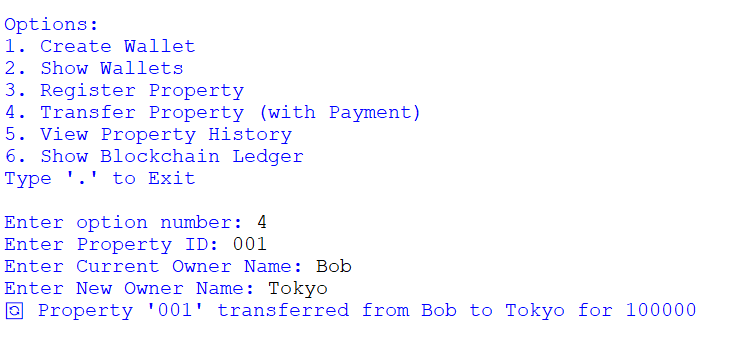 Options:
1. Create Wallet
2. Show Wallets
3. Register Property
4. Transfer Property (with Payment)
5. View Property History
6. Show Blockchain Ledger
Type '.' to Exit
Enter option number: 4
Enter Property ID: 001
Enter Current Owner Name: Bob
Enter New Owner Name: Tokyo
🔄 Property '001' transferred from Bob to Tokyo for 100000